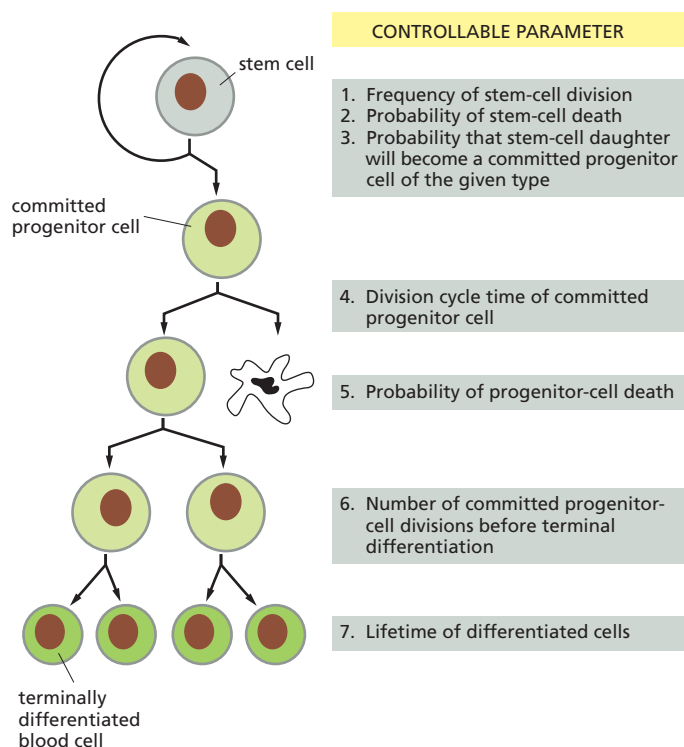 CONTROLLABLE PARAMETER
stem cell
1. Frequency of stem-cell division
2. Probability of stem-cell death
3. Probability that stem-cell daughter
will become a committed progenitor
cell of the given type
committed
progenitor cell
4. Division cycle time of committed
progenitor cell
5. Probability of progenitor-cell death
6. Number of committed progenitor-
cell divisions before terminal
differentiation
7. Lifetime of differentiated cells
terminally
differentiated
blood cell